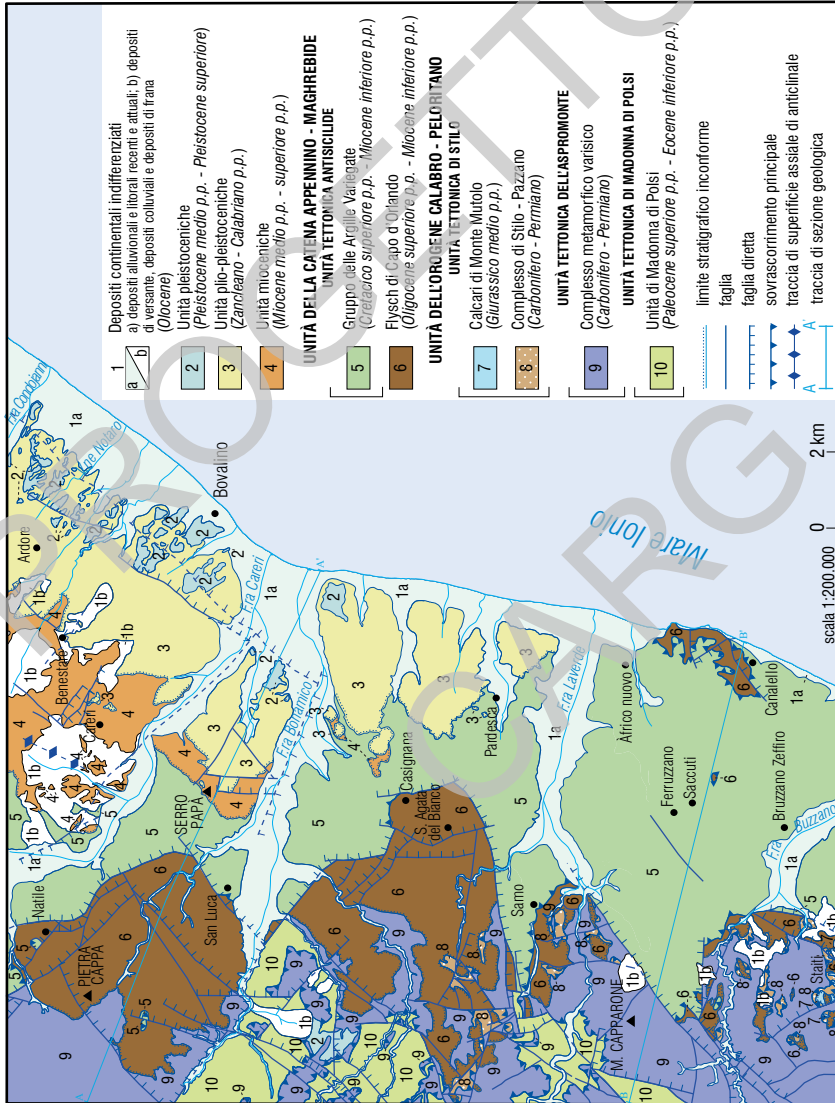 1
a
b
Depositi continentali indifferenziati
a) depositi alluvionali e litorali recenti e attuali; b) depositi
di versante, depositi colluviali e depositi di frana
(Olocene)
2
Unità pleistoceniche
(Pleistocene medio p.p. - Pleistocene superiore)
3
Unità plio-pleistoceniche
(Zancleano - Calabriano p.p.)
4
Unità mioceniche
(Miocene medio p.p. - superiore p.p.)
UNITÀ DELLA CATENA APPENNINO - MAGHREBIDE
UNITÀ TETTONICA ANTISICILIDE
5
Gruppo delle Argille Variegate
(Cretacico superiore p.p. - Miocene inferiore p.p.)
6
Flysch di Capo d'Orlando
(Oligocene superiore p.p. - Miocene inferiore p.p.)
UNITÀ DELL'OROGENE CALABRO - PELORITANO
UNITÀ TETTONICA DI STILO
7
Calcari di Monte Mutolo
(Giurassico medio p.p.)
8
Complesso di Stilo - Pazzano
(Carbonifero - Permiano)
UNITÀ TETTONICA DELL'ASPROMONTE
9
Complesso metamorfico varisico
(Carbonifero - Permiano)
UNITÀ TETTONICA DI MADONNA DI POLSI
10
Unità di Madonna di Polsi
(Paleocene superiore p.p. - Eocene inferiore p.p.)
limite stratigrafico inconforme
faglia
faglia diretta
sovrascorrimento principale
traccia di superficie assiale di anticlinale
A A'
traccia di sezione geologica
Natile
PIETRA
CAPPA
San Luca
SERRO
PAPÀ
Careri
Benestare
Ardore
Bovalino
F.ra Condojanni
F.ra Careri
F.ra Bonamico
Casignana
S. Agata
del Bianco
Pardesca
F.ra Laverde
Samo
M. CAPPARONE
Africo nuovo
Ferruzzano
Saccuti
Canalello
Bruzzano Zeffiro
Staiti
Mare Ionio
A
A'
B
B'
0 2 km
scala 1:200.000
PROGETTO
CARG